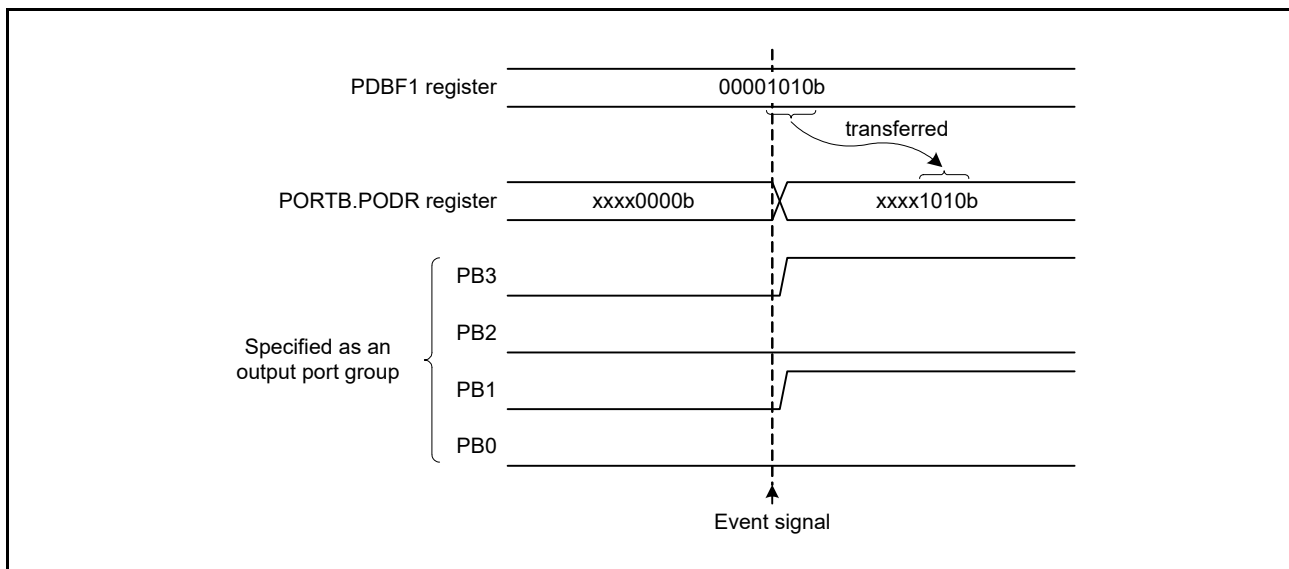 PDBF1 register
00001010b
transferred
PORTB.PODR register
xxxx0000b
xxxx1010b
Specified as an
output port group
PB3
PB2
PB1
PB0
Event signal